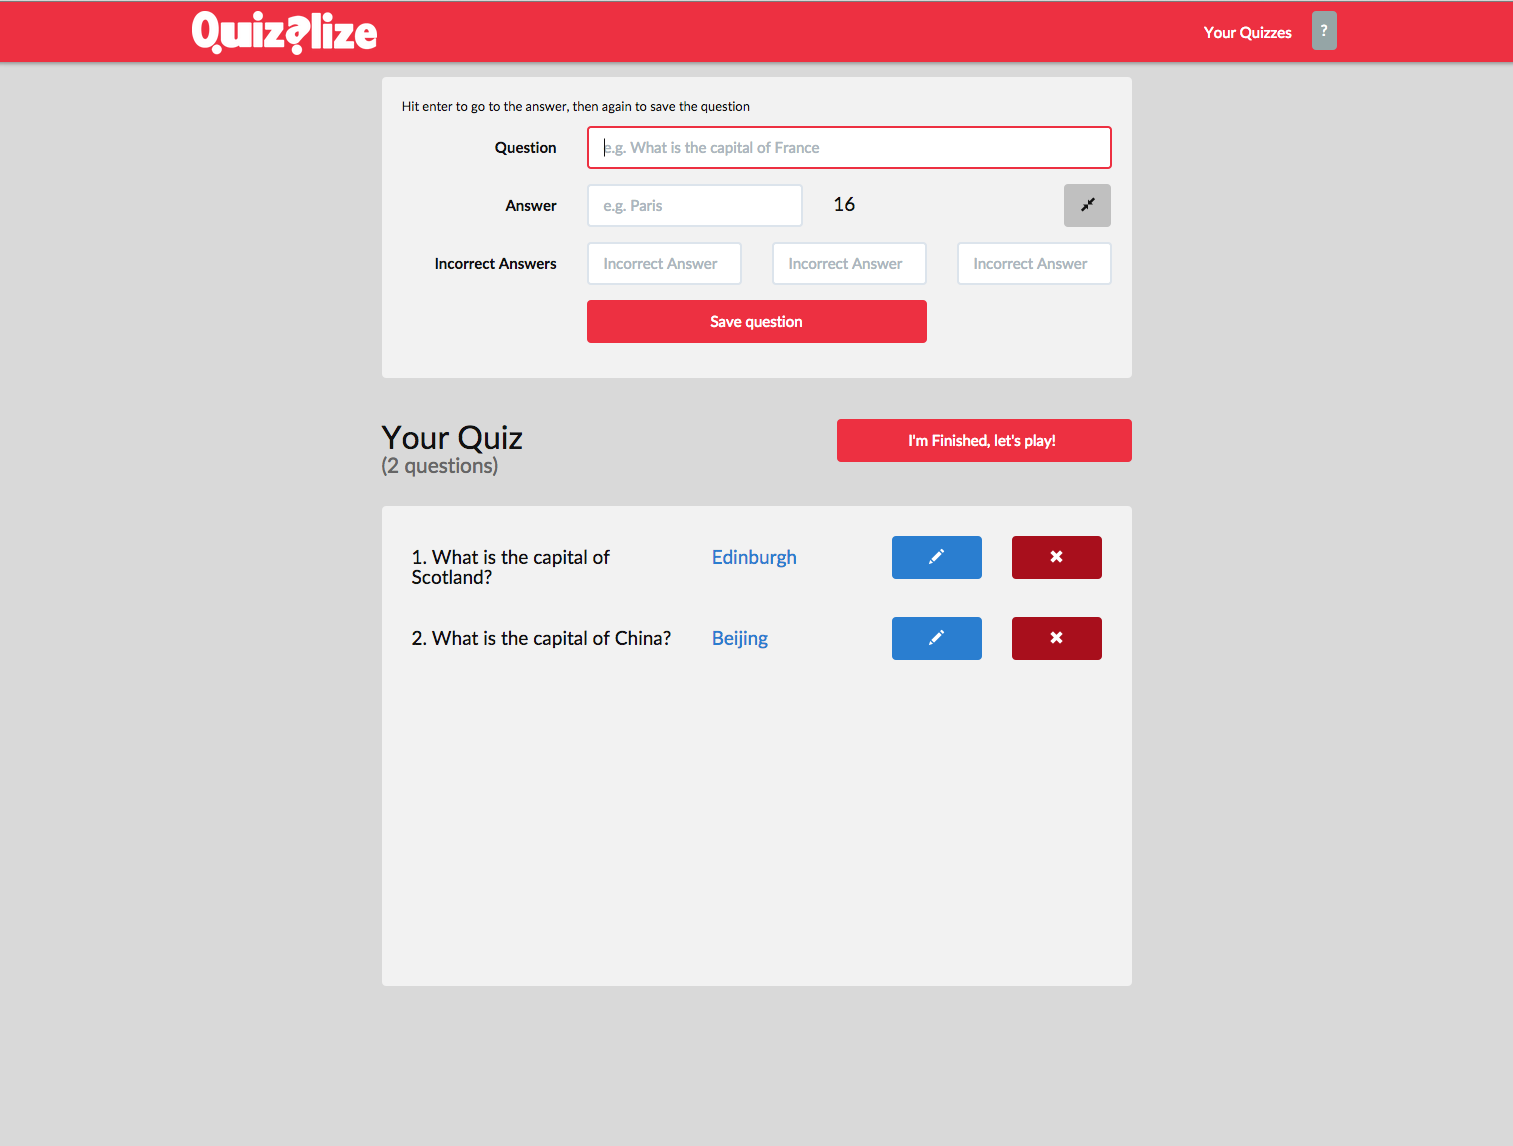 Quizalize
Your Quizzes
?
Hit enter to go to the answer, then again to save the question
Question
e.g. What is the capital of France
Answer
e.g. Paris
16
Incorrect Answers
Incorrect Answer
Incorrect Answer
Incorrect Answer
Save question
Your Quiz
(2 questions)
I'm Finished, let's play!
1. What is the capital of
Scotland?
Edinburgh
2. What is the capital of China?
Beijing